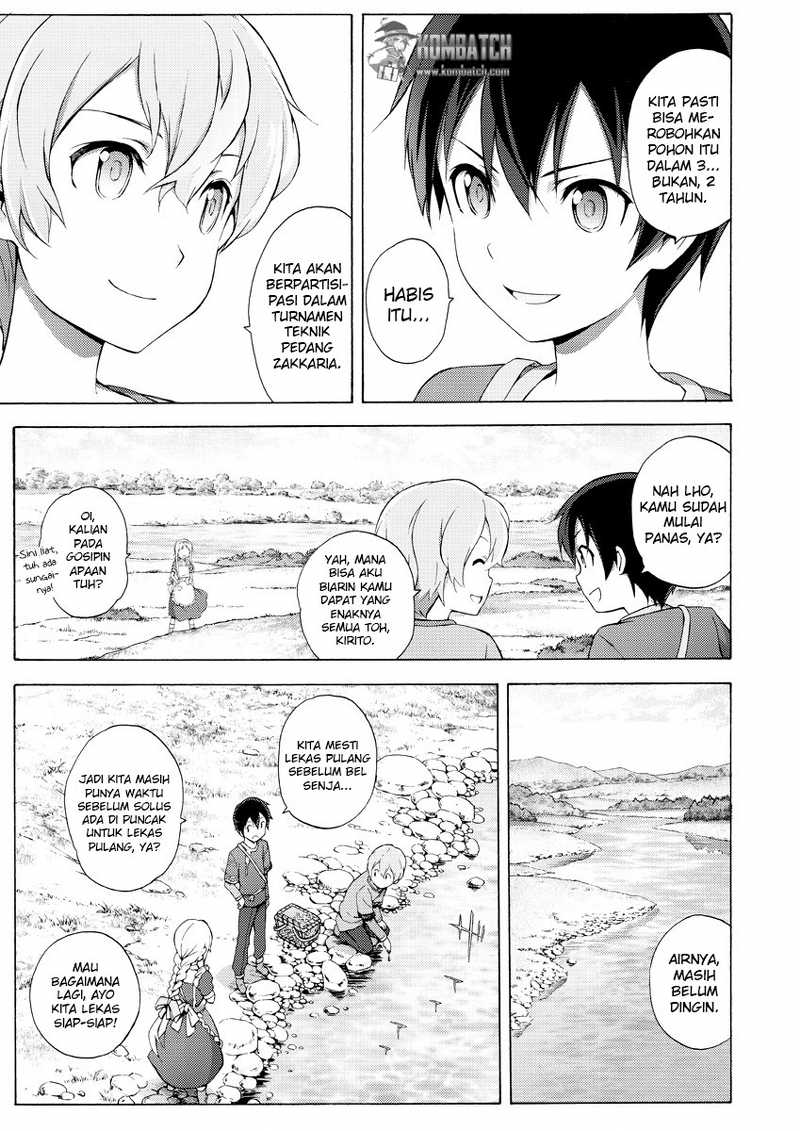 KOMBATCH
www.kombatch.com
KITA PASTI
BISA ME-
ROBOHKAN
POHON ITU
DALAM 3...
BUKAN, 2
TAHUN.
HABIS
ITU...
KITA AKAN
BERPARTISI-
PASI DALAM
TURNAMEN
TEKNIK
PEDANG
ZAKKARIA.
NAH LHO,
KAMU SUDAH
MULAI
PANAS, YA?
YAH, MANA
BISA AKU
BIARIN KAMU
DAPAT YANG
ENAKNYA
SEMUA TOH,
KIRITO.
OI,
KALIAN
PADA
GOSIPIN
APAAN
TUH?
-Sini liat,
tuh ada
sungai-
nya!
AIRNYA,
MASIH
BELUM
DINGIN.
KITA MESTI
LEKAS PULANG
SEBELUM BEL
SENJA...
JADI KITA MASIH
PUNYA WAKTU
SEBELUM SOLUS
ADA DI PUNCAK
UNTUK LEKAS
PULANG, YA?
MAU
BAGAIMANA
LAGI, AYO
KITA LEKAS
SIAP-SIAP!